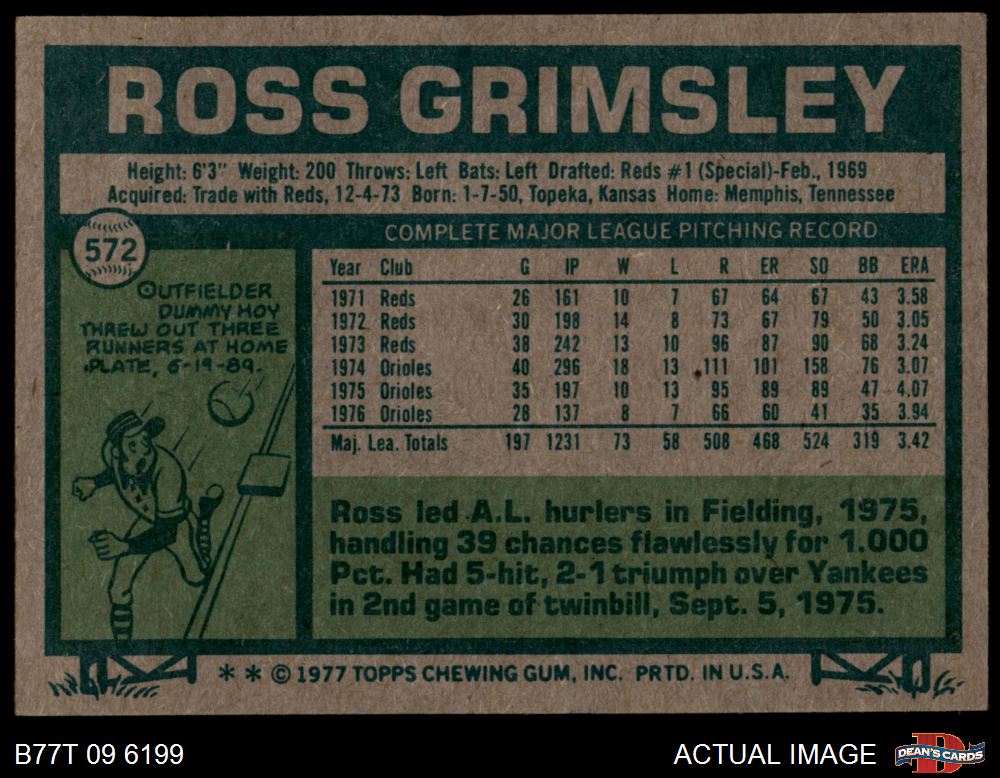 ROSS GRIMSLEY
Height: 6'3" Weight: 200 Throws: Left Bats: Left Drafted: Reds #1 (Special)-Feb., 1969
Acquired: Trade with Reds, 12-4-73 Born: 1-7-50, Topeka, Kansas Home: Memphis, Tennessee
572
OUTFIELDER
DUMMY HOY
THREW OUT THREE
RUNNERS AT HOME
PLATE, 6-19-89.
COMPLETE MAJOR LEAGUE PITCHING RECORD
Year Club G IP W L R ER SO BB ERA
1971 Reds 26 161 10 7 67 64 67 43 3.58
1972 Reds 30 198 14 8 73 67 79 50 3.05
1973 Reds 38 242 13 10 96 87 90 68 3.24
1974 Orioles 40 296 18 13 111 101 158 76 3.07
1975 Orioles 35 197 10 13 95 89 89 47 4.07
1976 Orioles 28 137 8 7 66 60 41 35 3.94
Maj. Lea. Totals 197 1231 73 58 508 468 524 319 3.42
Ross led A.L. hurlers in Fielding, 1975,
handling 39 chances flawlessly for 1.000
Pct. Had 5-hit, 2-1 triumph over Yankees
in 2nd game of twinbill, Sept. 5, 1975.
* * © 1977 TOPPS CHEWING GUM, INC. PRTD. IN U.S.A.
B77T 09 6199
ACTUAL IMAGE
DEAN'S CARDS